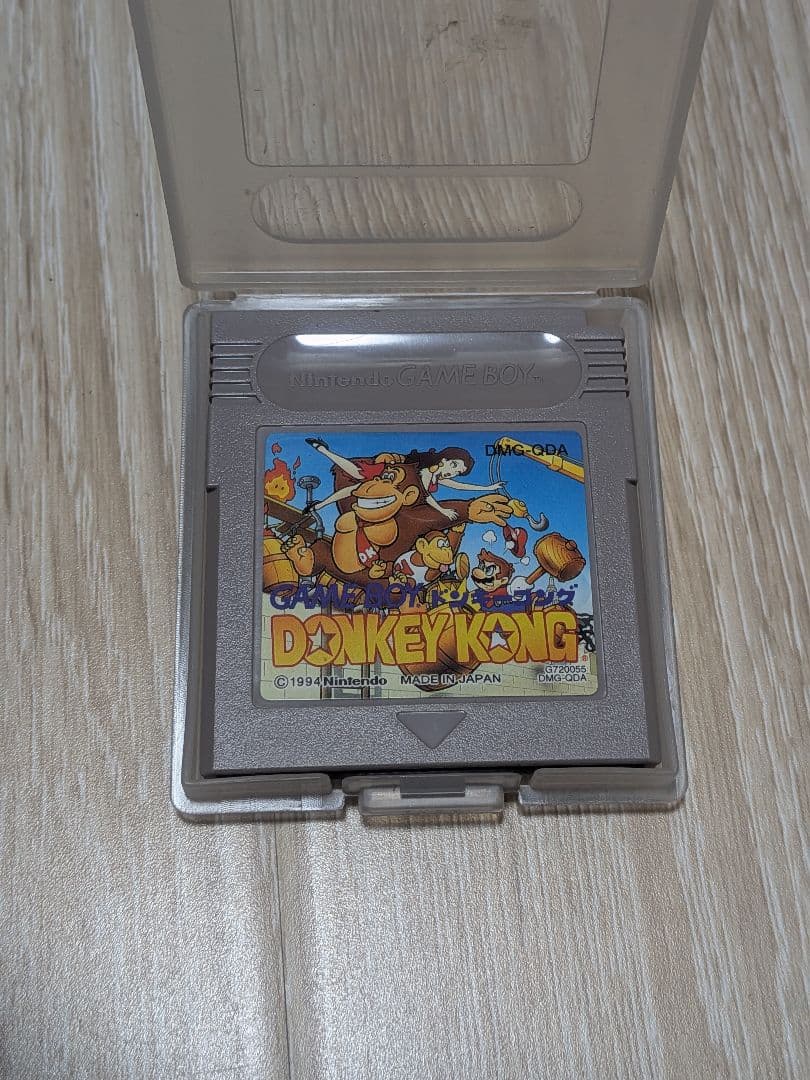 Nintendo GAME BOY TM
DMG-QDA
GAME BOY ドンキーコング
DONKEY KONG®
©1994 Nintendo MADE IN JAPAN
G720055
DMG-QDA